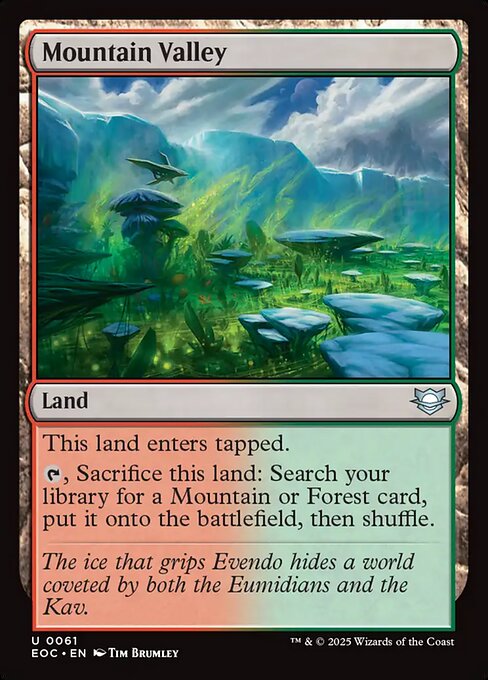 Mountain Valley
Land
This land enters tapped.
, Sacrifice this land: Search your
library for a Mountain or Forest card,
put it onto the battlefield, then shuffle.
The ice that grips Evendo hides a world
coveted by both the Eumidians and the
Kav.
U 0061
EOC • EN Tim Brumley
™ & © 2025 Wizards of the Coast